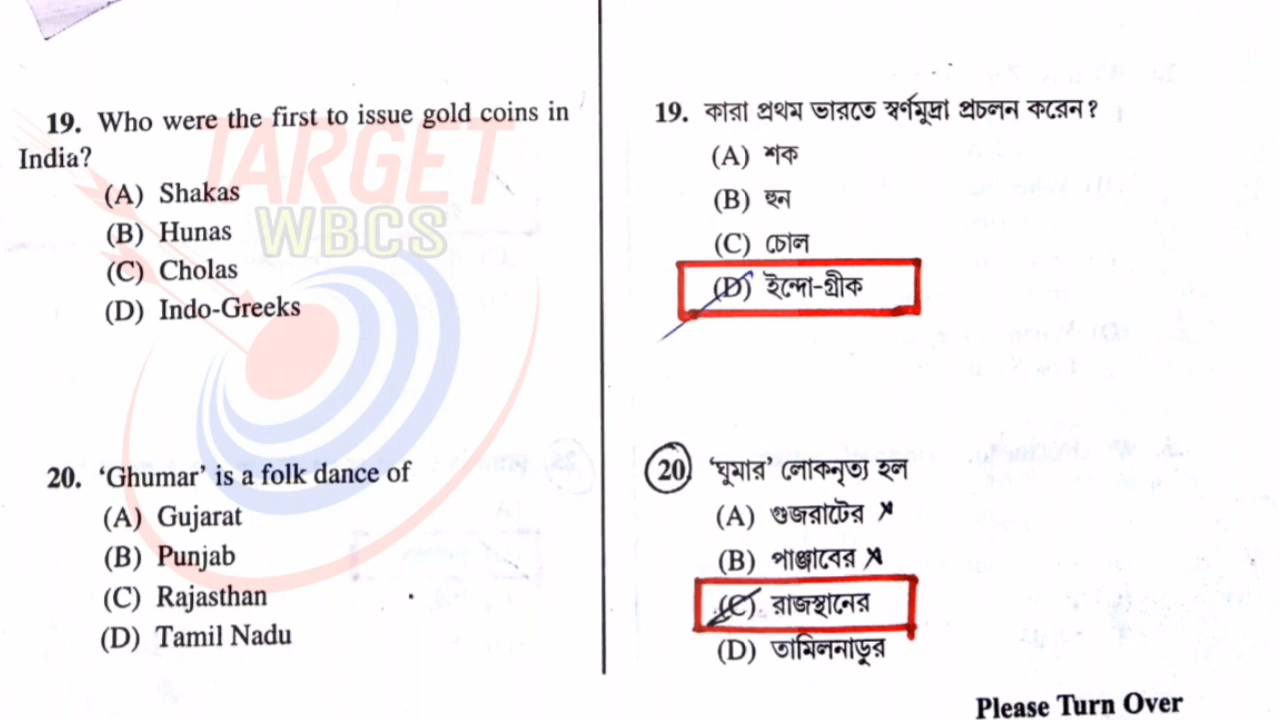 19. Who were the first to issue gold coins in
India?
(A) Shakas
(B) Hunas
(C) Cholas
(D) Indo-Greeks
20. ‘Ghumar’ is a folk dance of
(A) Gujarat
(B) Punjab
(C) Rajasthan
(D) Tamil Nadu
TARGET
WBCS
19. কারা প্রথম ভারতে স্বর্ণমুদ্রা প্রচলন করেন?
(A) শক
(B) হুন
(C) চোল
(D) ইন্দো-গ্রীক
20 ‘ঘুমার’ লোকনৃত্য হল
(A) গুজরাটের
(B) পাঞ্জাবের
(C) রাজস্থানের
(D) তামিলনাড়ুর
Please Turn Over